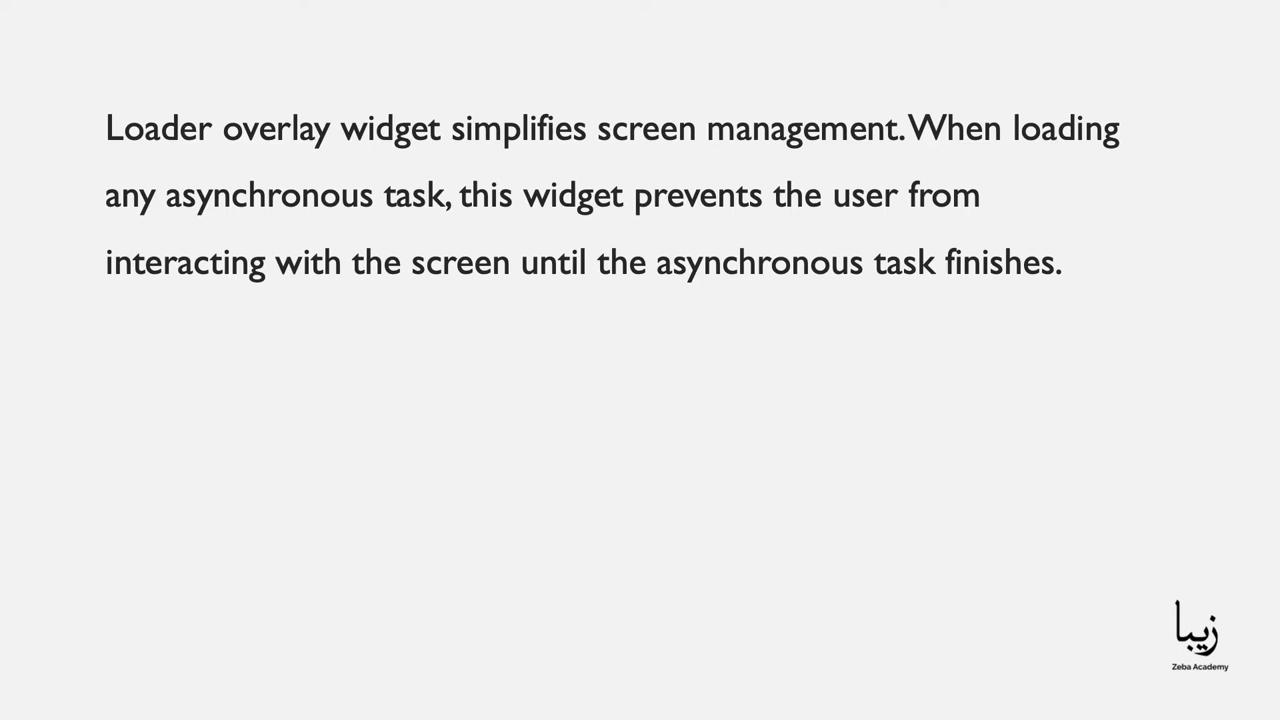 Loader overlay widget simplifies screen management. When loading
any asynchronous task, this widget prevents the user from
interacting with the screen until the asynchronous task finishes.
زیبا
Zeba Academy